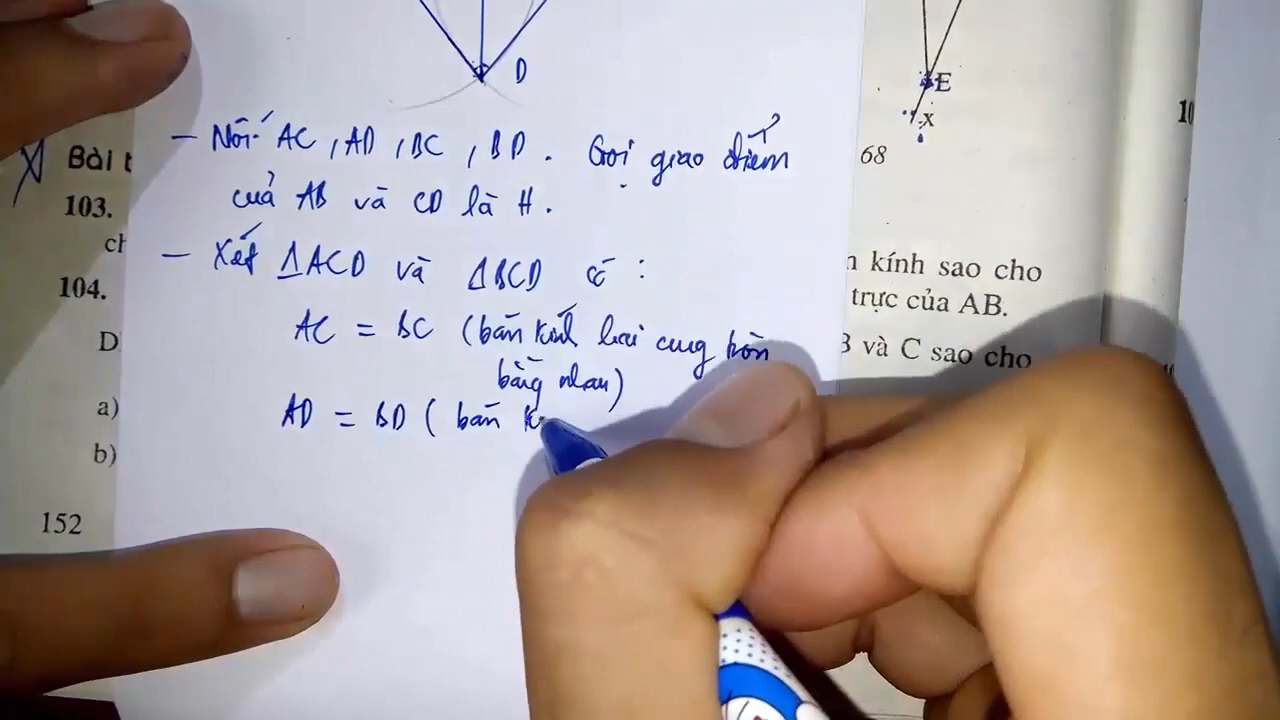 D
- Nối AC, AD, BC, BD. Gọi giao điểm
của AB và CD là H.
- Xét ΔACD và ΔBCD có:
AC = BC (bán kính hai cung tròn
bằng nhau)
AD = BD (bán k
Bài t
103.
ch
104.
D
a)
b)
152
E
x
68
10
n kính sao cho
trực của AB.
B và C sao cho